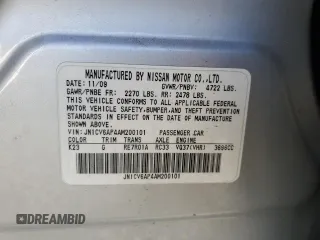 MANUFACTURED BY NISSAN MOTOR CO.,LTD.
DATE: 11/09 GVWR/PNBV: 4722 LBS.
GAWR/PNBE FR: 2270 LBS. RR: 2478 LBS.
THIS VEHICLE CONFORMS TO ALL APPLICABLE FEDERAL
MOTOR VEHICLE SAFETY, BUMPER, AND THEFT PREVENTION
STANDARDS IN EFFECT ON THE DATE OF MANUFACTURE
SHOWN ABOVE.
VIN: JN1CV6AP4AM200101 PASSENGER CAR
COLOR TRIM TRANS AXLE ENGINE
K23 G RE7R01A RC33 VQ37(VHR) 3696CC
JN1CV6AP4AM200101
DREAMBID
DREAMBID.COM